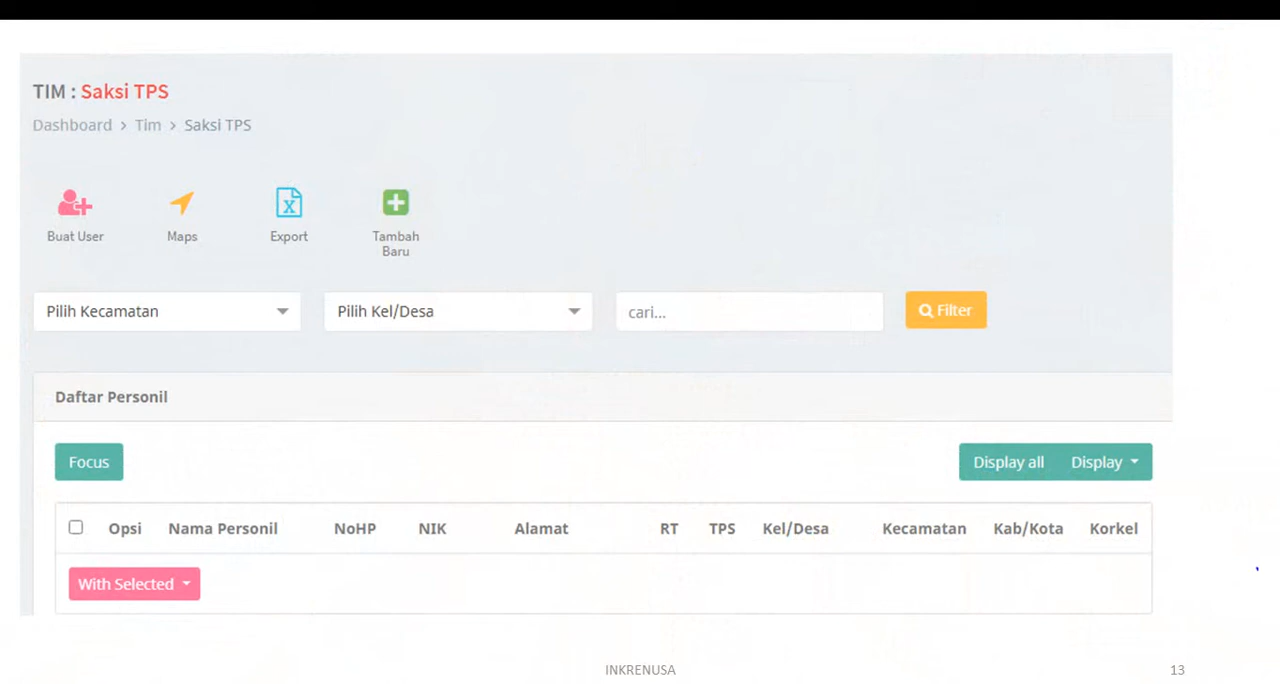 TIM : Saksi TPS
Dashboard > Tim > Saksi TPS
Buat User Maps Export Tambah
Baru
Pilih Kecamatan Pilih Kel/Desa cari... Filter
Daftar Personil
Focus Display all Display
Opsi Nama Personil NoHP NIK Alamat RT TPS Kel/Desa Kecamatan Kab/Kota Korkel
With Selected
INKRENUSA 13